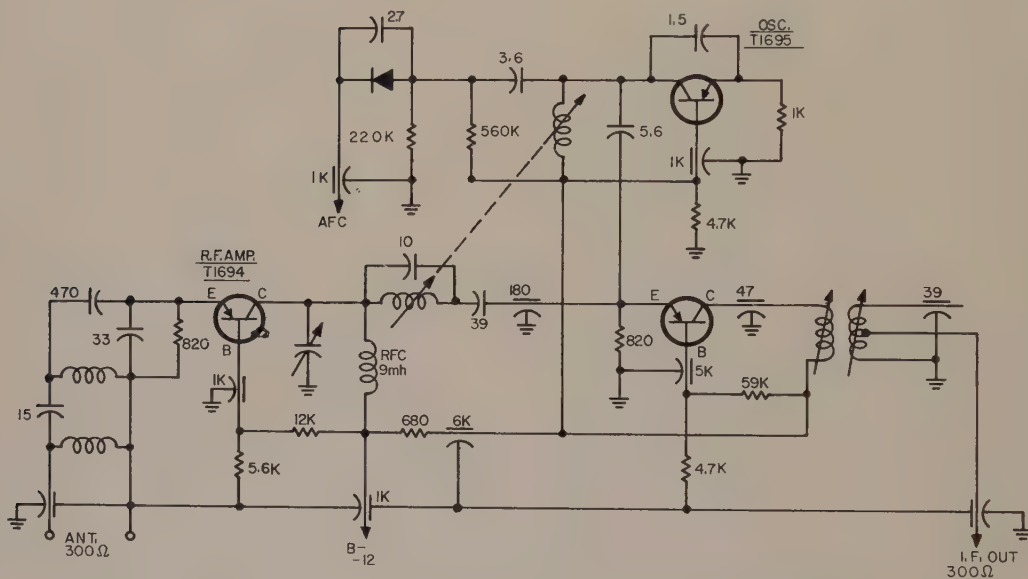 2.7
1.5
OSC.
T1695
3.6
220K
560K
5.6
1K
1K
1K
AFC
4.7K
R.F. AMP.
T1694
10
470
E
C
180
E
C
47
39
33
820
B
39
820
B
RFC
9mh
1K
5K
15
12K
680
6K
59K
5.6K
4.7K
1K
ANT.
300Ω
B-
-12
I.F. OUT
300Ω